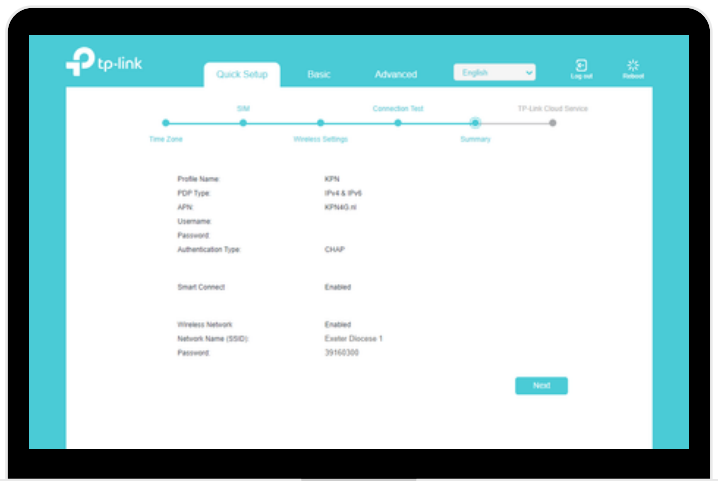 tp-link
Quick Setup Basic Advanced English Log out Reboot
SIM Connection Test TP-Link Cloud Service
Time Zone Wireless Settings Summary
Profile Name: KPN
PDP Type: IPv4 & IPv6
APN: KPN4G.nl
Username:
Password:
Authentication Type: CHAP
Smart Connect Enabled
Wireless Network: Enabled
Network Name (SSID): Exeter Diocese 1
Password: 39160300
Next